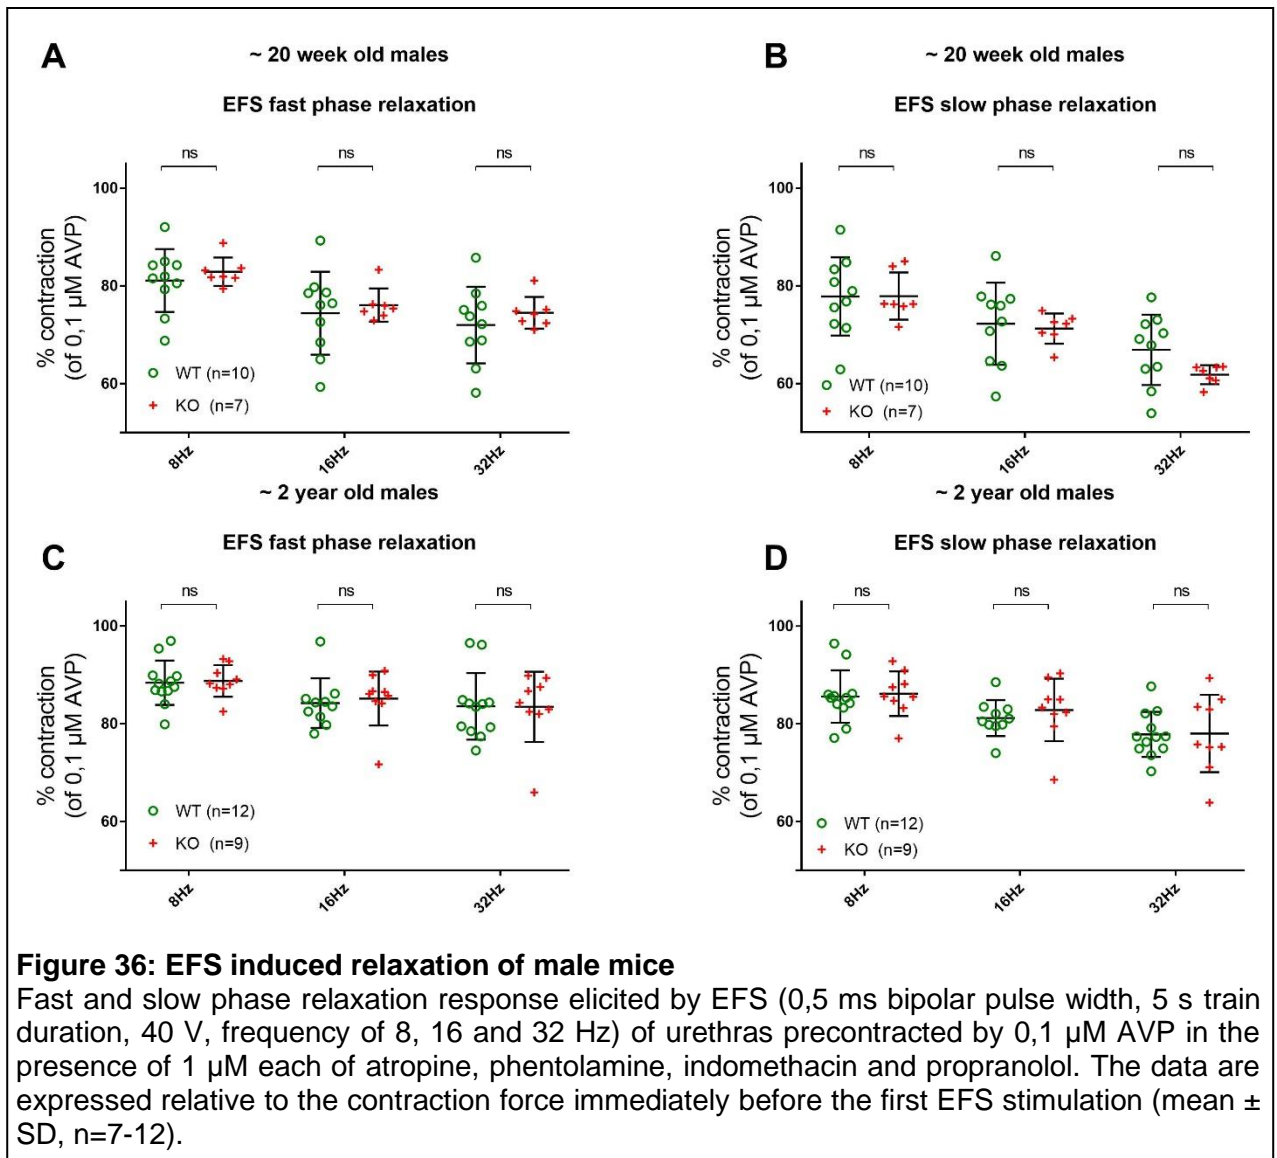 A
~ 20 week old males
EFS fast phase relaxation
ns
ns
ns
100
80
60
% contraction
(of 0,1 µM AVP)
WT (n=10)
KO (n=7)
8Hz
16Hz
32Hz
B
~ 20 week old males
EFS slow phase relaxation
ns
ns
ns
100
80
60
% contraction
(of 0,1 µM AVP)
WT (n=10)
KO (n=7)
8Hz
16Hz
32Hz
C
~ 2 year old males
EFS fast phase relaxation
ns
ns
ns
100
80
60
% contraction
(of 0,1 µM AVP)
WT (n=12)
KO (n=9)
8Hz
16Hz
32Hz
D
~ 2 year old males
EFS slow phase relaxation
ns
ns
ns
100
80
60
% contraction
(of 0,1 µM AVP)
WT (n=12)
KO (n=9)
8Hz
16Hz
32Hz
Figure 36: EFS induced relaxation of male mice
Fast and slow phase relaxation response elicited by EFS (0,5 ms bipolar pulse width, 5 s train
duration, 40 V, frequency of 8, 16 and 32 Hz) of urethras precontracted by 0,1 µM AVP in the
presence of 1 µM each of atropine, phentolamine, indomethacin and propranolol. The data are
expressed relative to the contraction force immediately before the first EFS stimulation (mean ±
SD, n=7-12).